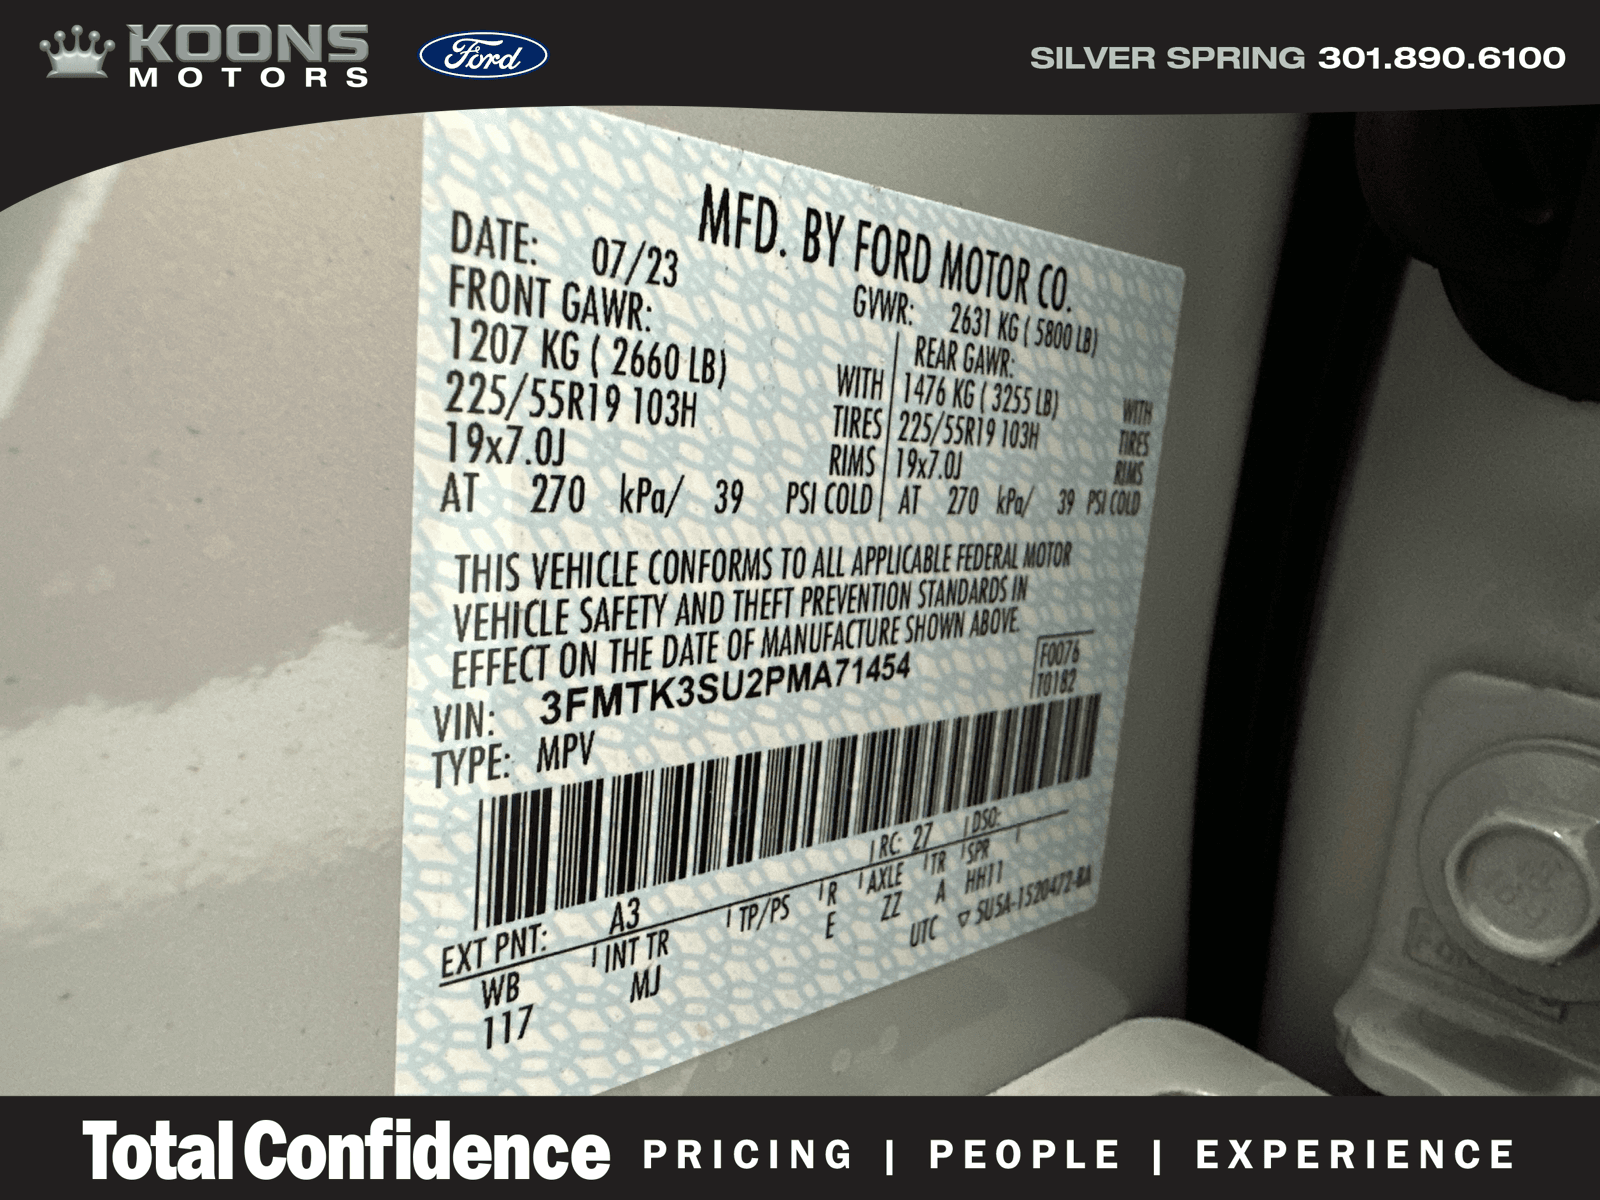 KOONS
MOTORS
Ford
SILVER SPRING 301.890.6100
MFD. BY FORD MOTOR CO.
DATE: 07/23
GVWR: 2631 KG ( 5800 LB)
FRONT GAWR:
REAR GAWR:
1207 KG ( 2660 LB) WITH
1476 KG ( 3255 LB) WITH
225/55R19 103H TIRES
225/55R19 103H TIRES
19x7.0J RIMS
19x7.0J RIMS
AT 270 kPa/ 39 PSI COLD
AT 270 kPa/ 39 PSI COLD
THIS VEHICLE CONFORMS TO ALL APPLICABLE FEDERAL MOTOR
VEHICLE SAFETY AND THEFT PREVENTION STANDARDS IN
EFFECT ON THE DATE OF MANUFACTURE SHOWN ABOVE.
F0076
T0182
VIN: 3FMTK3SU2PMA71454
TYPE: MPV
EXT PNT: A3 RC: 27 DSO:
WB INT TR TP/PS R AXLE TR SPR
117 MJ E ZZ A HH11
UTC ▽ SU5A-1520472-BA
Total Confidence PRICING | PEOPLE | EXPERIENCE